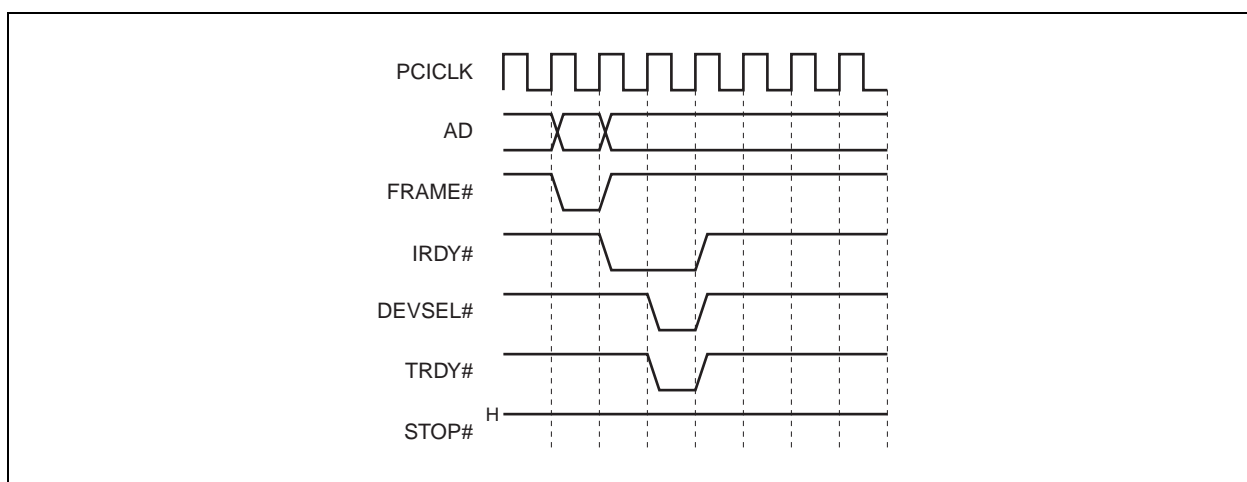 PCICLK
AD
FRAME#
IRDY#
DEVSEL#
TRDY#
H
STOP#